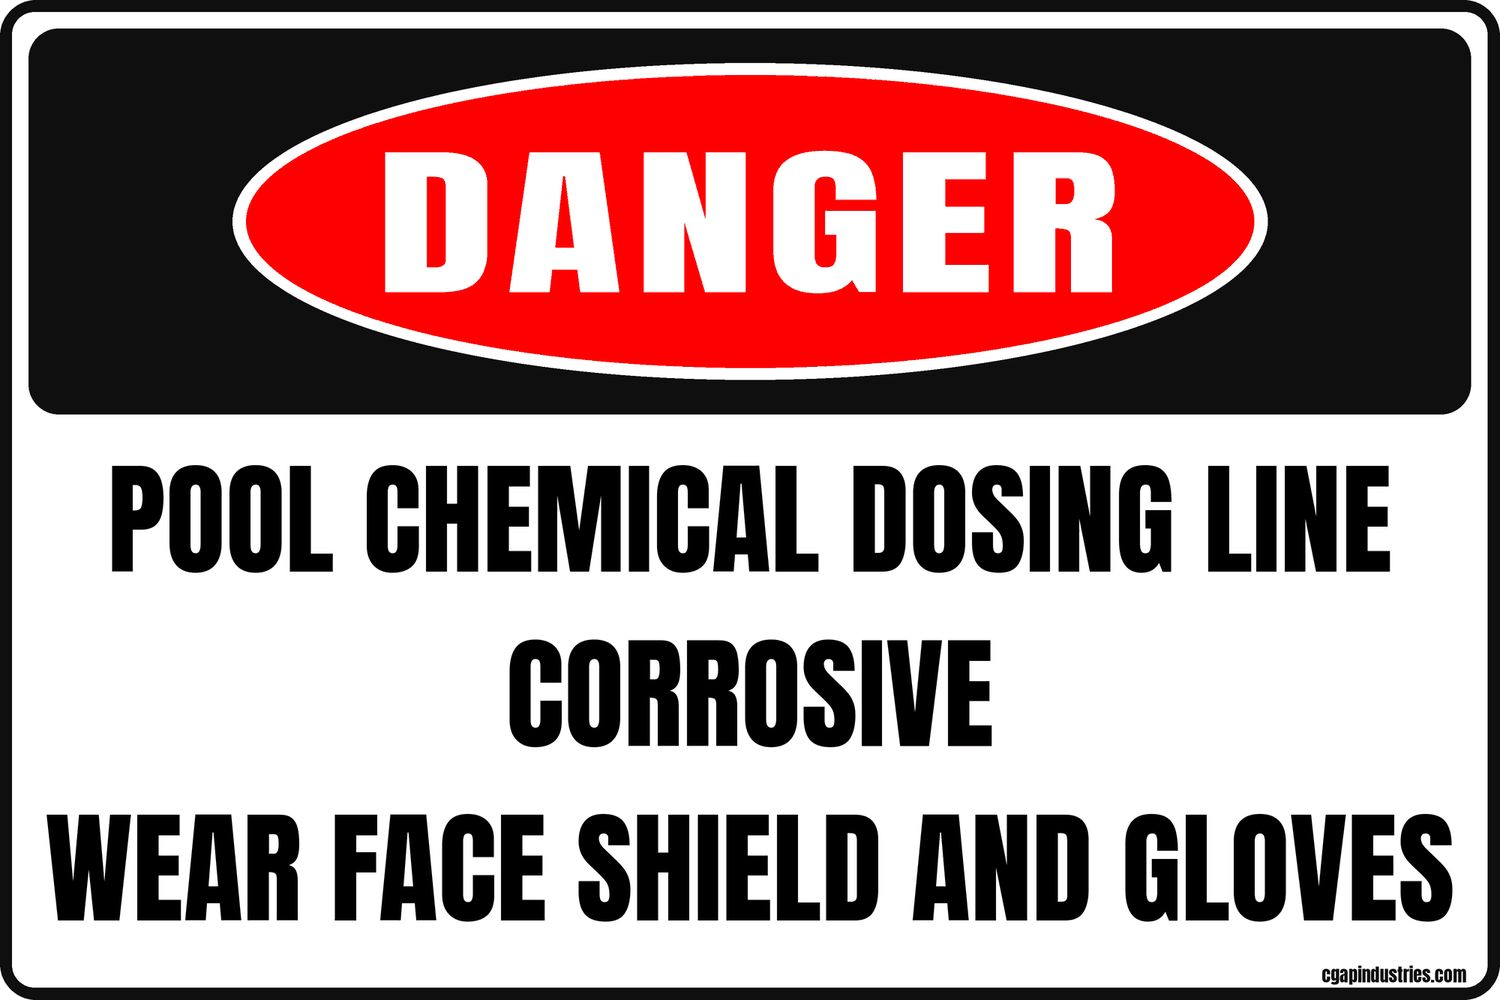 DANGER
POOL CHEMICAL DOSING LINE
CORROSIVE
WEAR FACE SHIELD AND GLOVES
cgapindustries.com